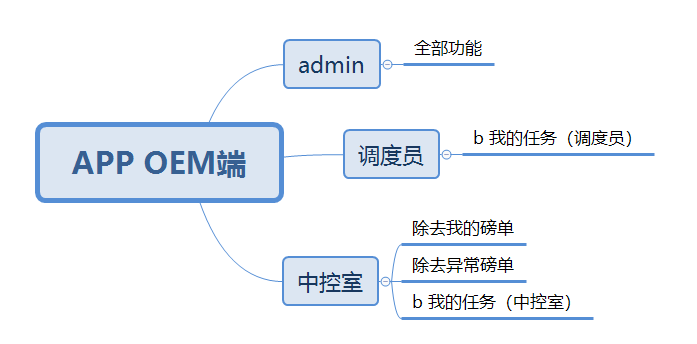 APP OEM端
admin
全部功能
调度员
b 我的任务（调度员）
中控室
除去我的磅单
除去异常磅单
b 我的任务（中控室）